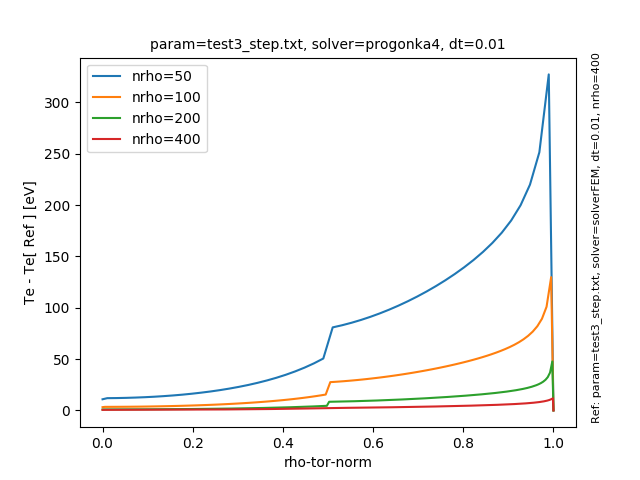 param=test3_step.txt, solver=progonka4, dt=0.01
nrho=50
nrho=100
nrho=200
nrho=400
300
250
200
150
100
50
0
Te - Te[ Ref ] [eV]
0.0 0.2 0.4 0.6 0.8 1.0
rho-tor-norm
Ref: param=test3_step.txt, solver=solverFEM, dt=0.01, nrho=400